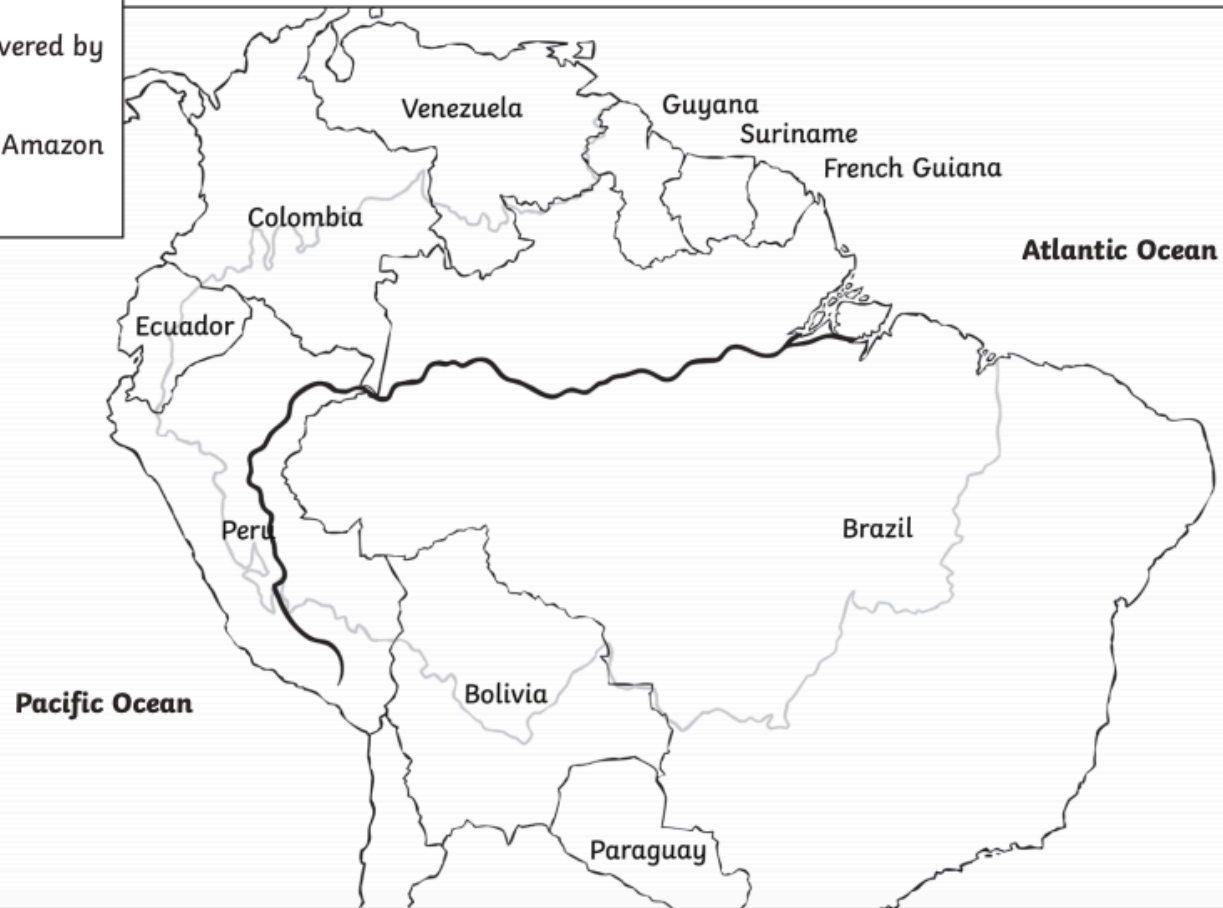 vered by
Amazon
Venezuela
Guyana
Suriname
French Guiana
Colombia
Atlantic Ocean
Ecuador
Peru
Brazil
Pacific Ocean
Bolivia
Paraguay